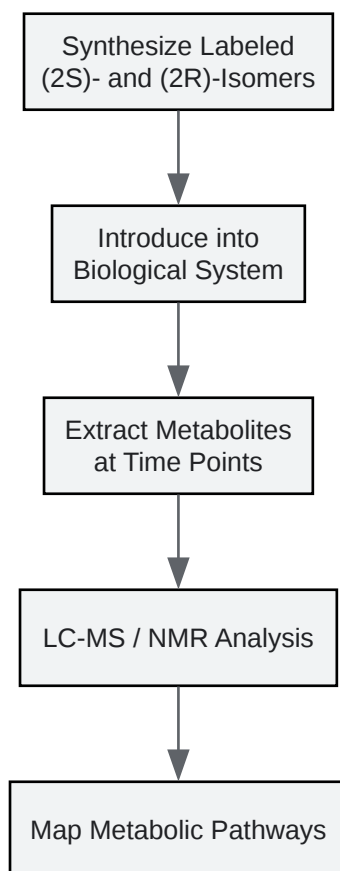 Synthesize Labeled
(2S)- and (2R)-Isomers
Introduce into
Biological System
Extract Metabolites
at Time Points
LC-MS / NMR Analysis
Map Metabolic Pathways